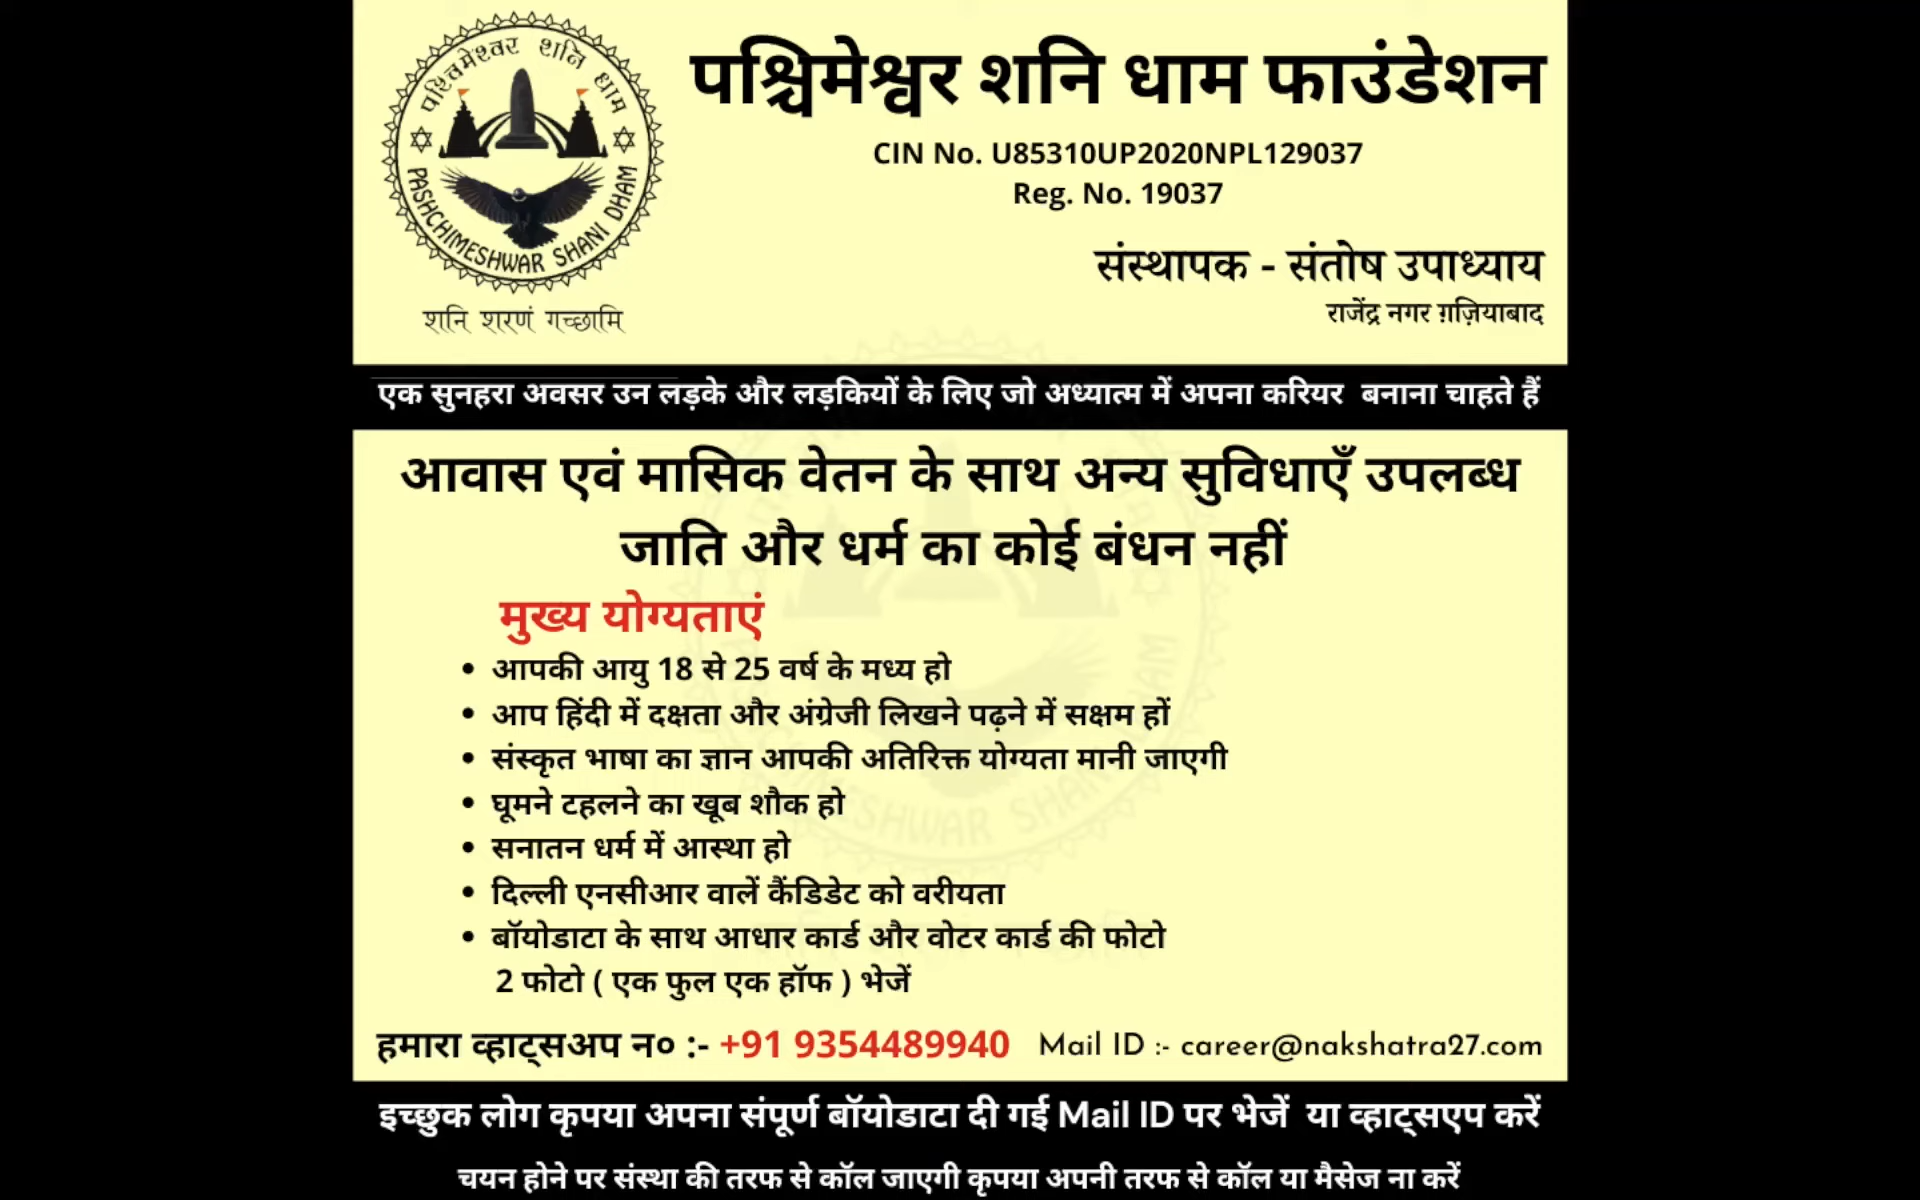 पश्चिमेश्वर शनि धाम
PASHCHIMESHWAR SHANI DHAM
शनि शरणं गच्छामि
पश्चिमेश्वर शनि धाम फाउंडेशन
CIN No. U85310UP2020NPL129037
Reg. No. 19037
संस्थापक - संतोष उपाध्याय
राजेंद्र नगर ग़ज़ियाबाद
एक सुनहरा अवसर उन लड़के और लड़कियों के लिए जो अध्यात्म में अपना करियर बनाना चाहते हैं
आवास एवं मासिक वेतन के साथ अन्य सुविधाएँ उपलब्ध
जाति और धर्म का कोई बंधन नहीं
मुख्य योग्यताएं
• आपकी आयु 18 से 25 वर्ष के मध्य हो
• आप हिंदी में दक्षता और अंग्रेजी लिखने पढ़ने में सक्षम हों
• संस्कृत भाषा का ज्ञान आपकी अतिरिक्त योग्यता मानी जाएगी
• घूमने टहलने का खूब शौक हो
• सनातन धर्म में आस्था हो
• दिल्ली एनसीआर वालें कैंडिडेट को वरीयता
• बॉयोडाटा के साथ आधार कार्ड और वोटर कार्ड की फोटो
2 फोटो ( एक फुल एक हॉफ ) भेजें
हमारा व्हाट्सअप न० :- +91 9354489940 Mail ID :- career@nakshatra27.com
इच्छुक लोग कृपया अपना संपूर्ण बॉयोडाटा दी गई Mail ID पर भेजें या व्हाट्सएप करें
चयन होने पर संस्था की तरफ से कॉल जाएगी कृपया अपनी तरफ से कॉल या मैसेज ना करें